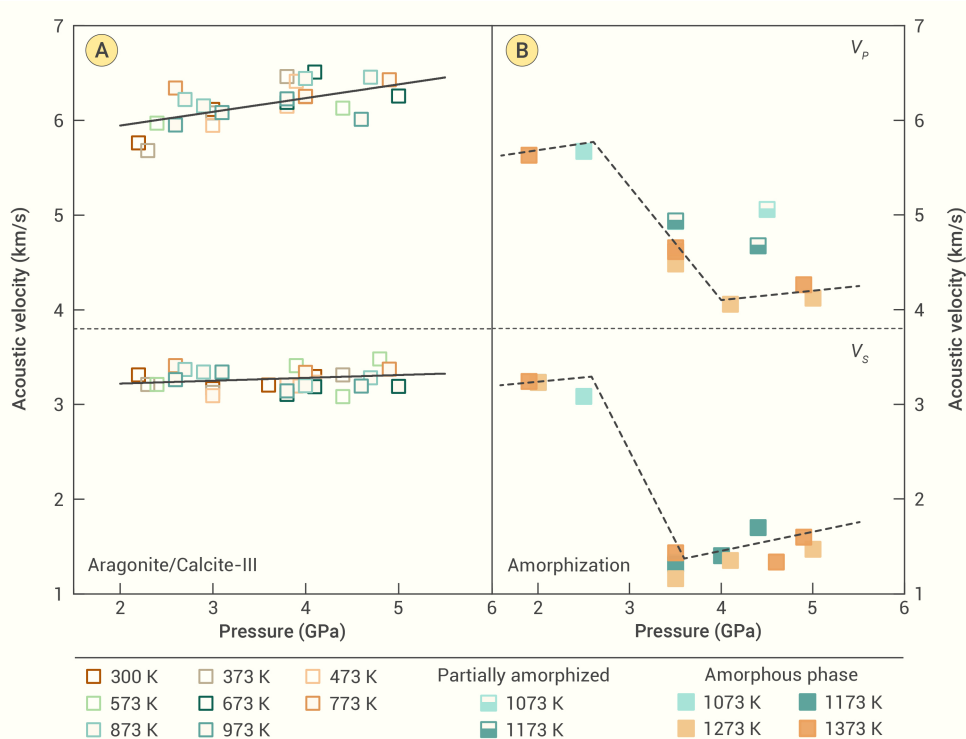 7
A
B
V_P
7
6
6
5
5
4
4
3
3
2
2
1
1
V_S
Acoustic velocity (km/s)
Acoustic velocity (km/s)
Aragonite/Calcite-III
Amorphization
2 3 4 5 6 2 3 4 5 6
Pressure (GPa) Pressure (GPa)
Partially amorphized Amorphous phase
300 K 373 K 473 K
573 K 673 K 773 K 1073 K 1073 K 1173 K
873 K 973 K 1173 K 1273 K 1373 K